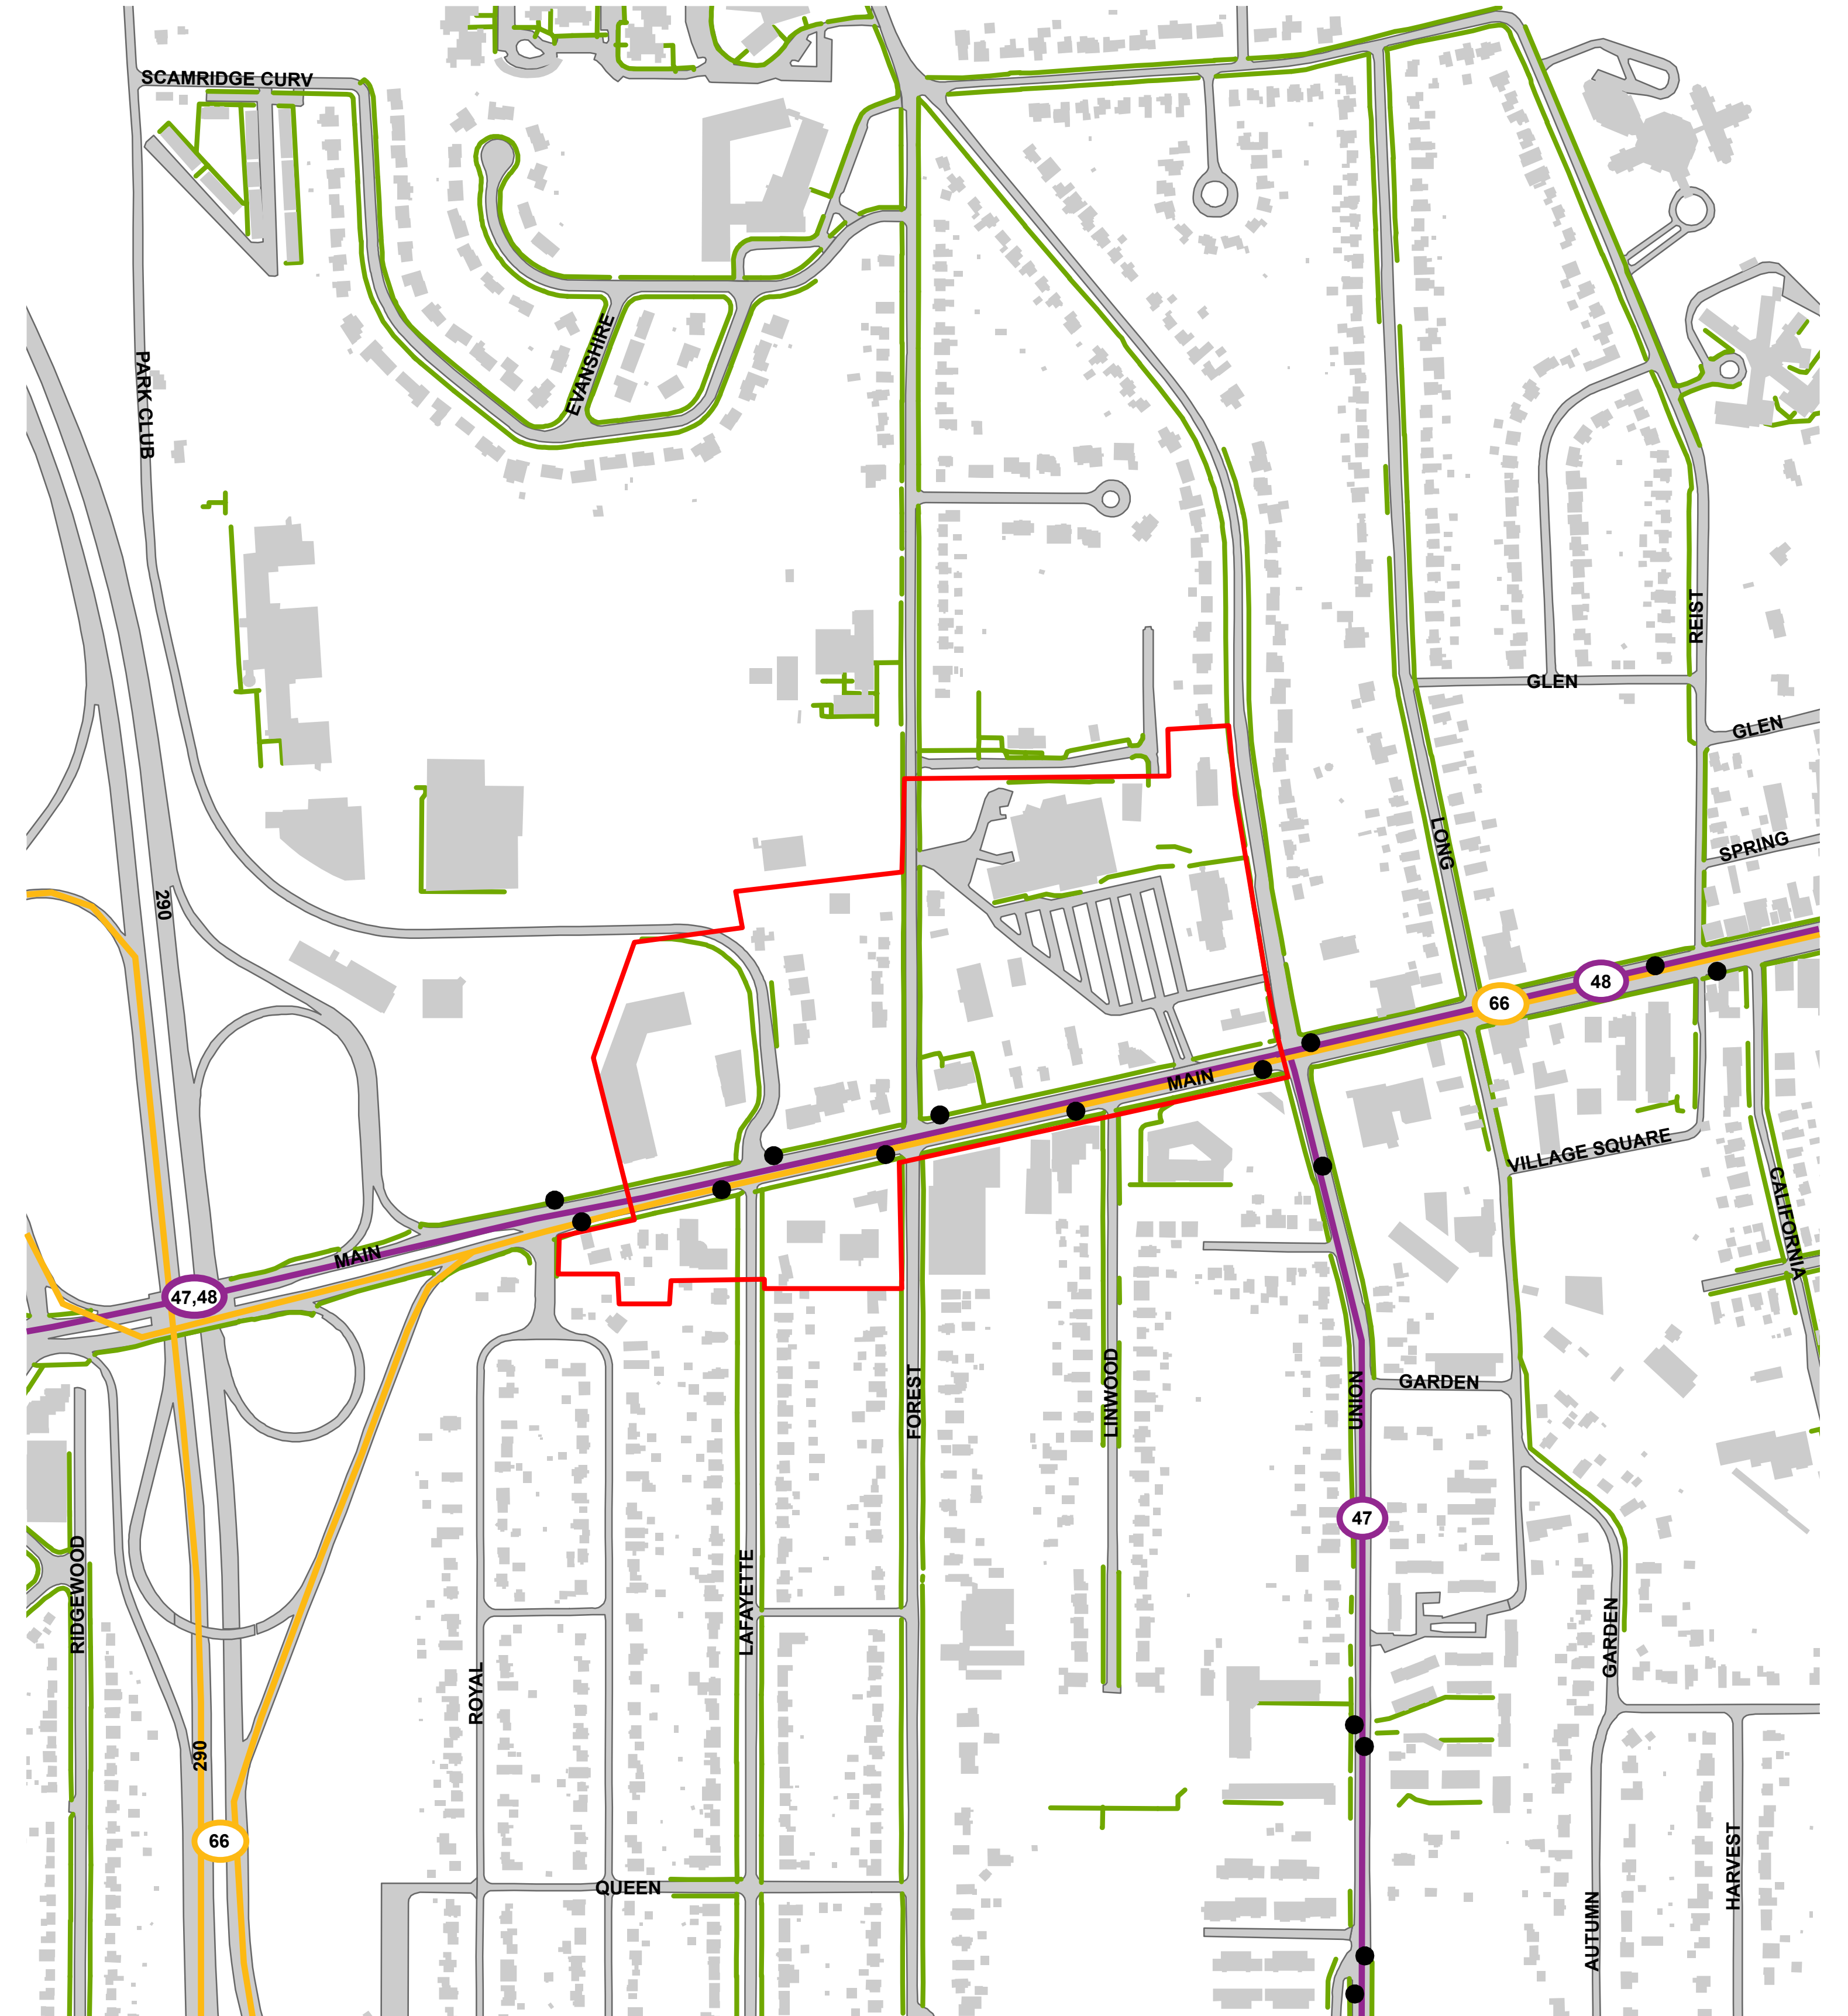 SCAMRIDGE CURV
PARK CLUB
EVANSHIRE
REIST
GLEN
GLEN
LONG
SPRING
290
48
66
MAIN
VILLAGE SQUARE
CALIFORNIA
MAIN
47,48
FOREST
LINWOOD
UNION
GARDEN
47
RIDGEWOOD
LAFAYETTE
GARDEN
ROYAL
290
66
QUEEN
HARVEST
AUTUMN